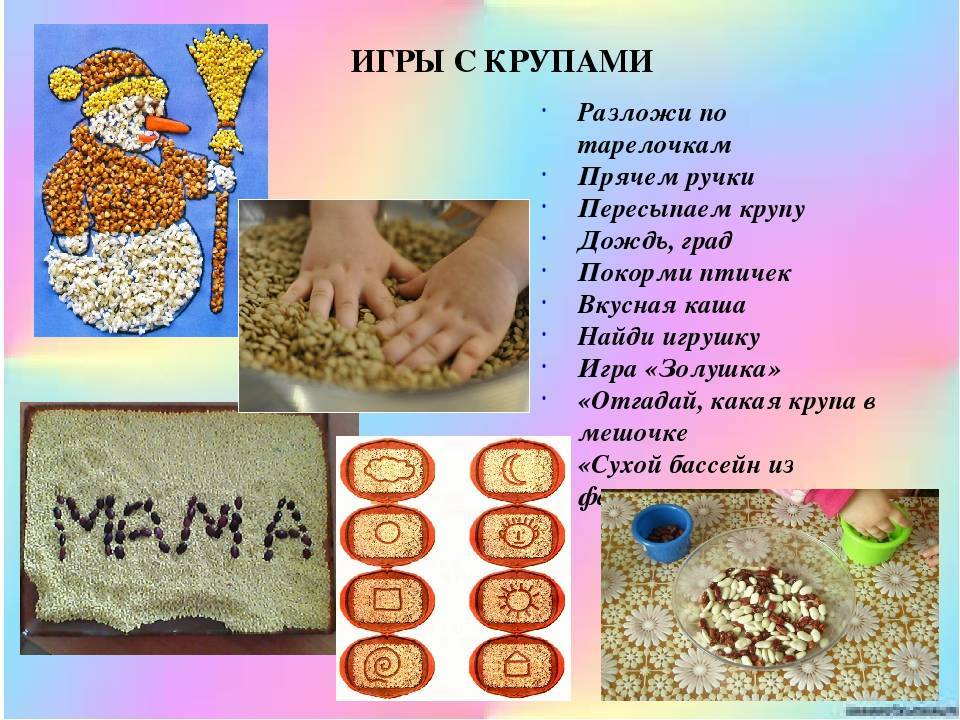 ИГРЫ С КРУПАМИ
Разложи по
тарелочкам
Прячем ручки
Пересыпаем крупу
Дождь, град
Покорми птичек
Вкусная каша
Найди игрушку
Игра «Золушка»
«Отгадай, какая крупа в
мешочке
«Сухой бассейн из
МАМА